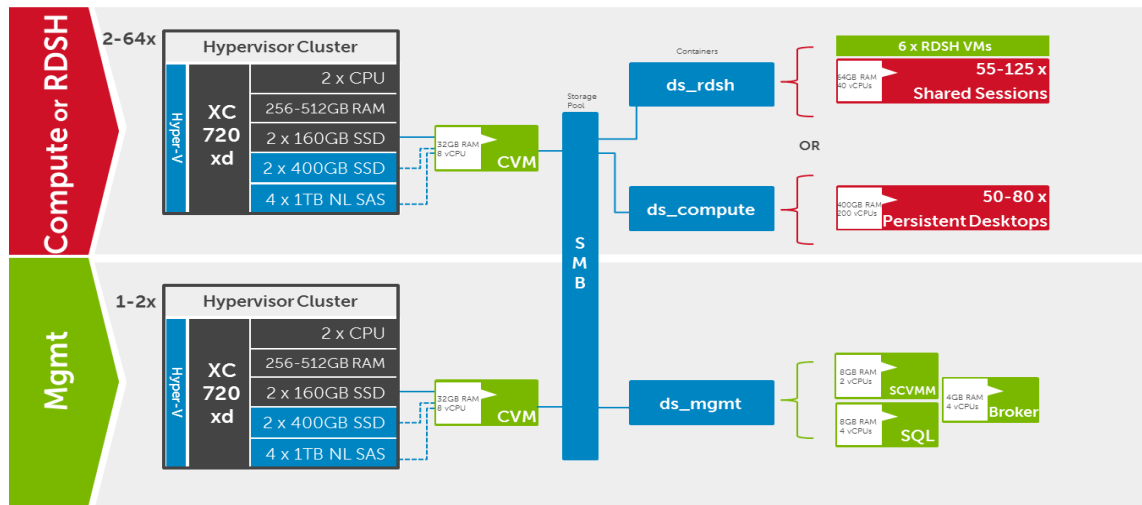 Compute or RDSH
2-64x
Hypervisor Cluster
Hyper-V
XC
720
xd
2 x CPU
256-512GB RAM
2 x 160GB SSD
2 x 400GB SSD
4 x 1TB NL SAS
32GB RAM
8 vCPU
CVM
Storage
Pool
SMB
Containers
ds_rdsh
6 x RDSH VMs
64GB RAM
40 vCPUs
55-125 x
Shared Sessions
OR
ds_compute
400GB RAM
200 vCPUs
50-80 x
Persistent Desktops
Mgmt
1-2x
Hypervisor Cluster
Hyper-V
XC
720
xd
2 x CPU
256-512GB RAM
2 x 160GB SSD
2 x 400GB SSD
4 x 1TB NL SAS
32GB RAM
8 vCPU
CVM
ds_mgmt
8GB RAM
2 vCPUs
SCVMM
8GB RAM
4 vCPUs
SQL
4GB RAM
4 vCPUs
Broker